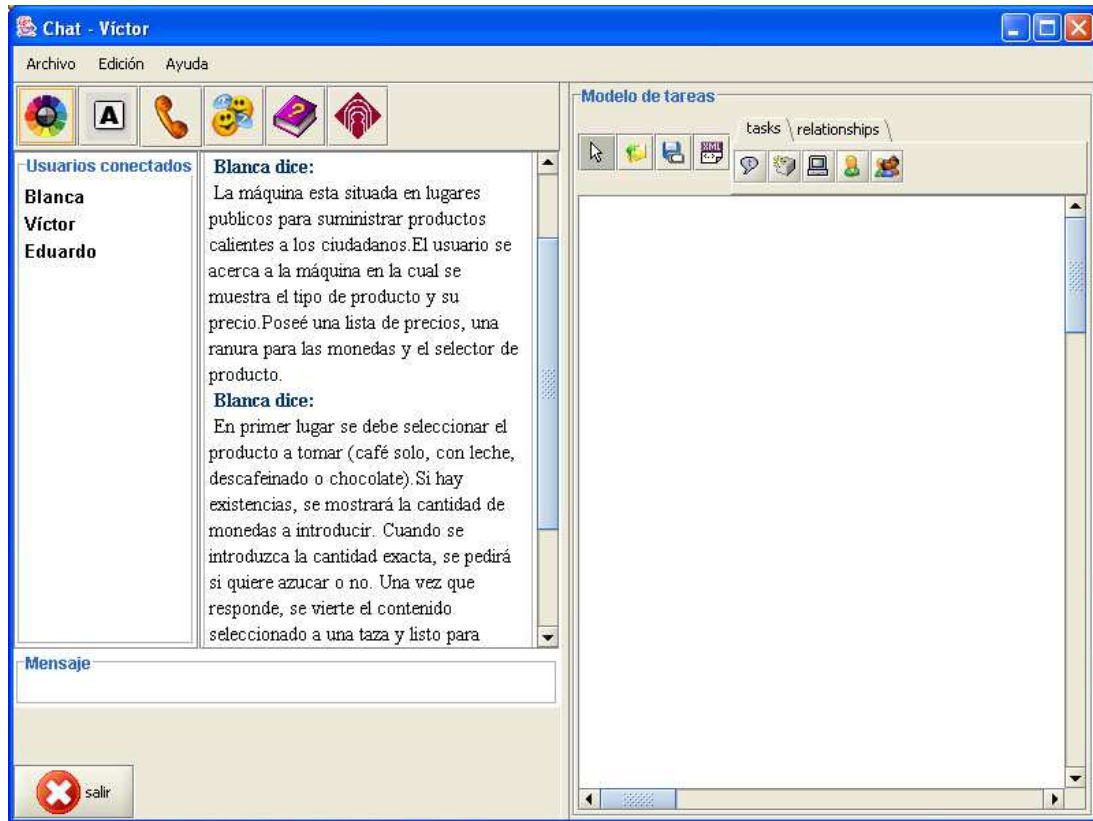 Chat - Víctor
Archivo Edición Ayuda
A
Usuarios conectados
Blanca
Víctor
Eduardo
Blanca dice:
La máquina esta situada en lugares
publicos para suministrar productos
calientes a los ciudadanos.El usuario se
acerca a la máquina en la cual se
muestra el tipo de producto y su
precio.Poseé una lista de precios, una
ranura para las monedas y el selector de
producto.
Blanca dice:
En primer lugar se debe seleccionar el
producto a tomar (café solo, con leche,
descafeinado o chocolate).Si hay
existencias, se mostrará la cantidad de
monedas a introducir. Cuando se
introduzca la cantidad exacta, se pedirá
si quiere azucar o no. Una vez que
responde, se vierte el contenido
seleccionado a una taza y listo para
Mensaje
salir
Modelo de tareas
XML
tasks relationships